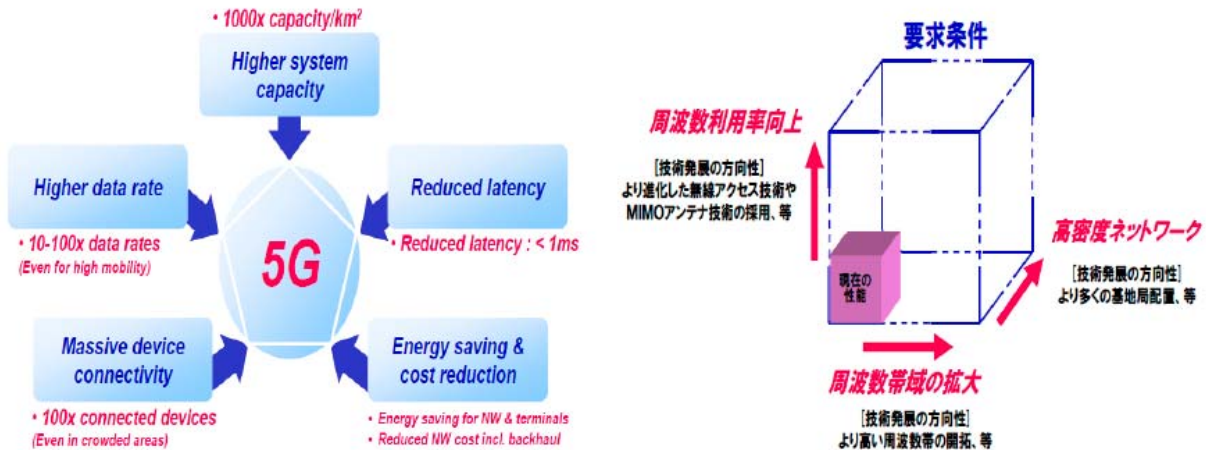 • 1000x capacity/km²
Higher system
capacity
Higher data rate
• 10-100x data rates
(Even for high mobility)
Reduced latency
• Reduced latency : < 1ms
5G
Massive device
connectivity
• 100x connected devices
(Even in crowded areas)
Energy saving &
cost reduction
• Energy saving for NW & terminals
• Reduced NW cost incl. backhaul
要求条件
周波数利用率向上
[技術発展の方向性]
より進化した無線アクセス技術や
MIMOアンテナ技術の採用、等
現在の
性能
高密度ネットワーク
[技術発展の方向性]
より多くの基地局配置、等
周波数帯域の拡大
[技術発展の方向性]
より高い周波数帯の開拓、等